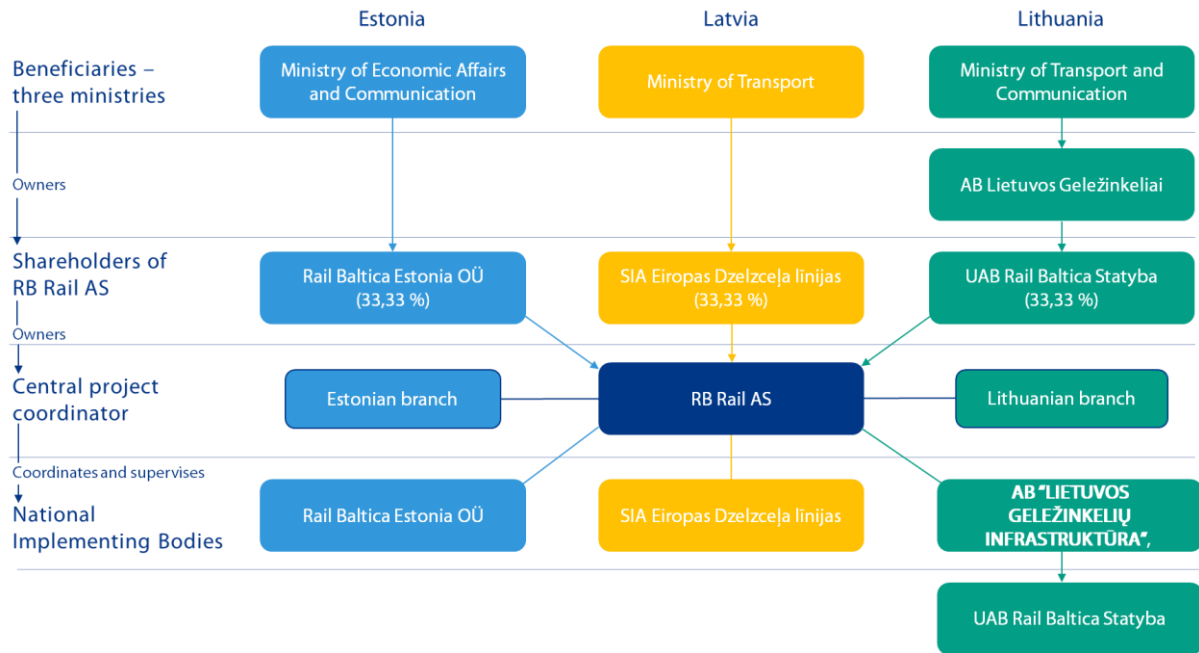 Estonia
Latvia
Lithuania
Beneficiaries –
three ministries
Ministry of Economic Affairs
and Communication
Ministry of Transport
Ministry of Transport and
Communication
Owners
AB Lietuvos Geležinkeliai
Shareholders of
RB Rail AS
Rail Baltica Estonia OÜ
(33,33 %)
SIA Eiropas Dzelzceļa līnijas
(33,33 %)
UAB Rail Baltica Statyba
(33,33 %)
Owners
Central project
coordinator
Estonian branch
RB Rail AS
Lithuanian branch
Coordinates and supervises
National
Implementing Bodies
Rail Baltica Estonia OÜ
SIA Eiropas Dzelzceļa līnijas
AB “LIETUVOS
GELEŽINKELIŲ
INFRASTRUKTŪRA”,
UAB Rail Baltica Statyba